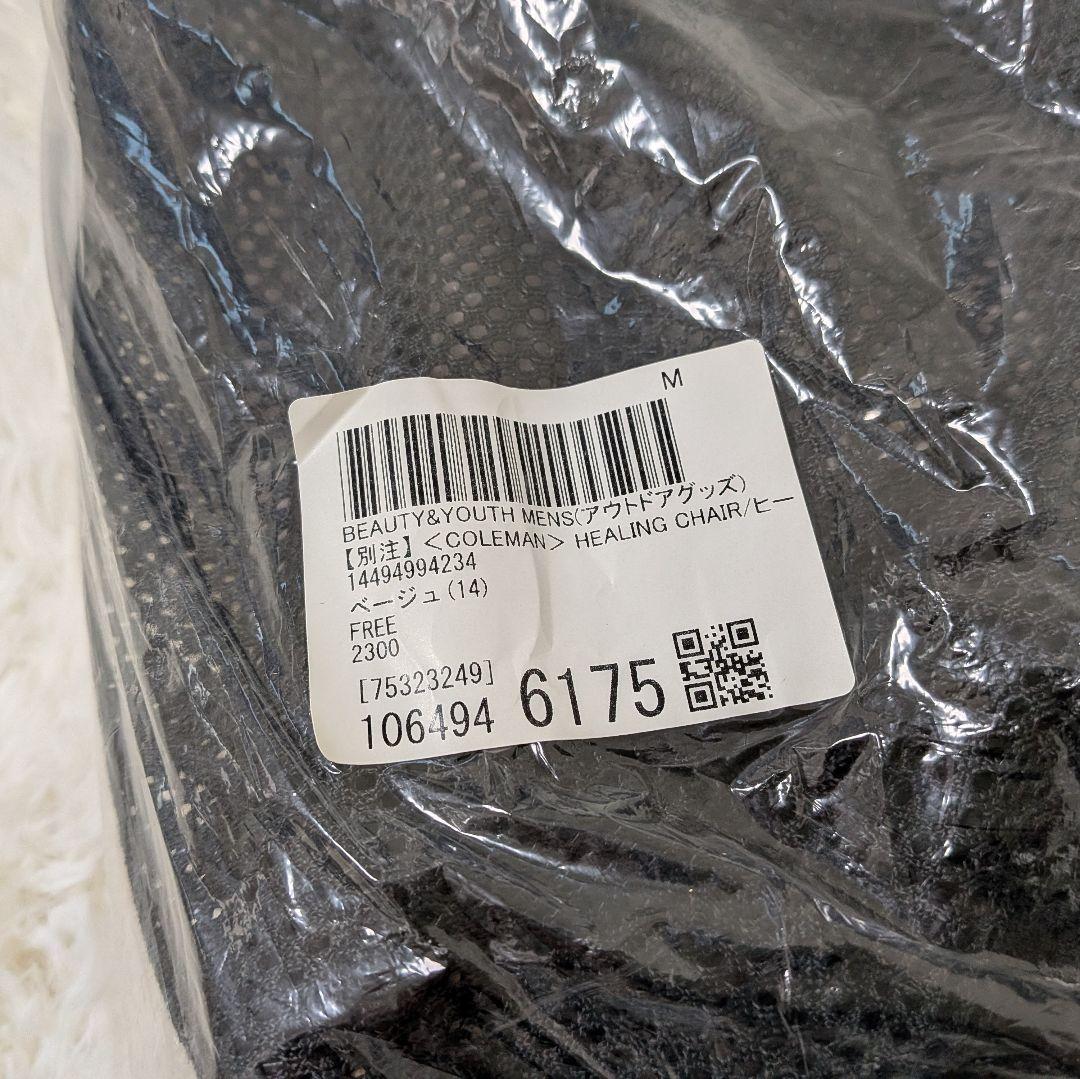 M
BEAUTY&YOUTH MENS(アウトドアグッズ)
【別注】<COLEMAN> HEALING CHAIR/ヒー
14494994234
ベージュ(14)
FREE
2300
[75323249]
106494 6175